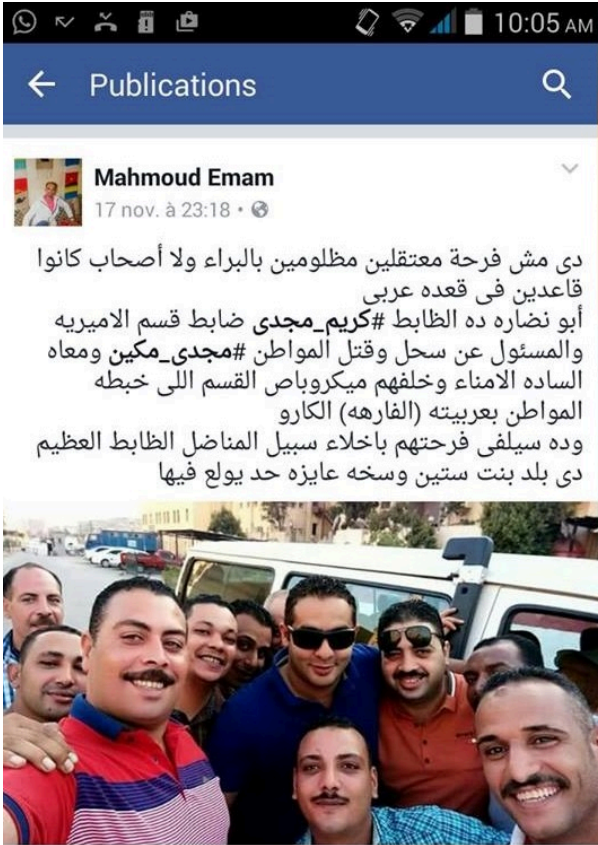 10:05 AM
Publications
Mahmoud Emam
17 nov. à 23:18
دى مش فرحة معتقلين مظلومين بالبراء ولا أصحاب كانوا
قاعدين فى قعده عربى
أبو نضاره ده الظابط #كريم_مجدى ضابط قسم الاميريه
والمسئول عن سحل وقتل المواطن #مجدى_مكين ومعاه
الساده الامناء وخلفهم ميكروباص القسم اللى خبطه
المواطن بعربيته (الفارهه) الكارو
وده سيلفى فرحتهم باخلاء سبيل المناضل الظابط العظيم
دى بلد بنت ستين وسخه عايزه حد يولع فيها